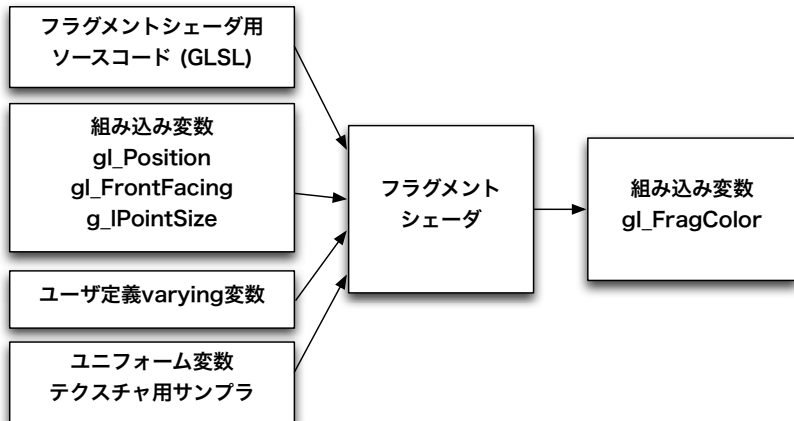 フラグメントシェーダ用
ソースコード (GLSL)
組み込み変数
gl_Position
gl_FrontFacing
g_lPointSize
ユーザ定義varying変数
ユニフォーム変数
テクスチャ用サンプラ
フラグメント
シェーダ
組み込み変数
gl_FragColor